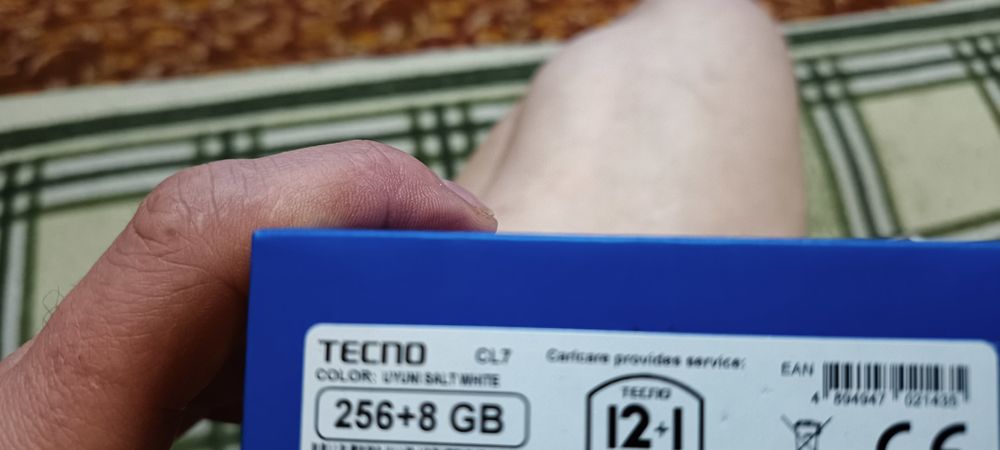 TECNO CL7 Carlcare provides service: EAN
COLOR: UYUNI SALT WHITE
4 894947 021435
256+8 GB
TECNO
12+1
CE